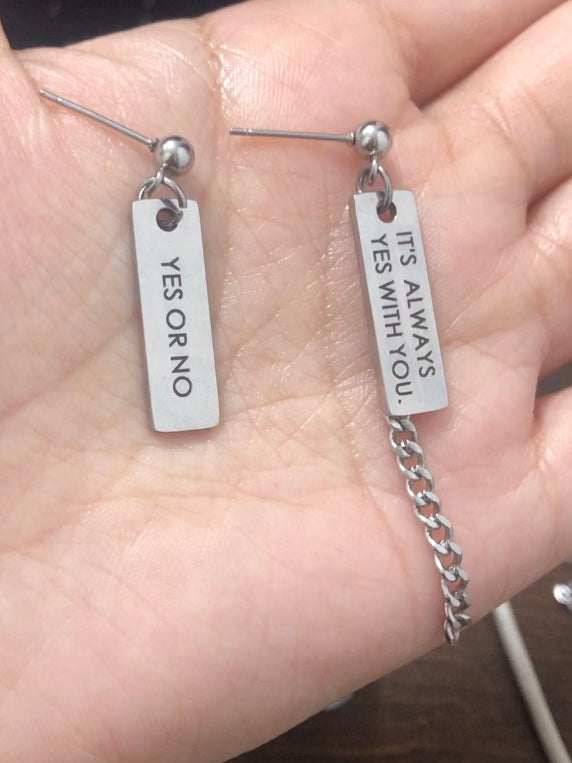 YES OR NO
IT'S ALWAYS
YES WITH YOU.